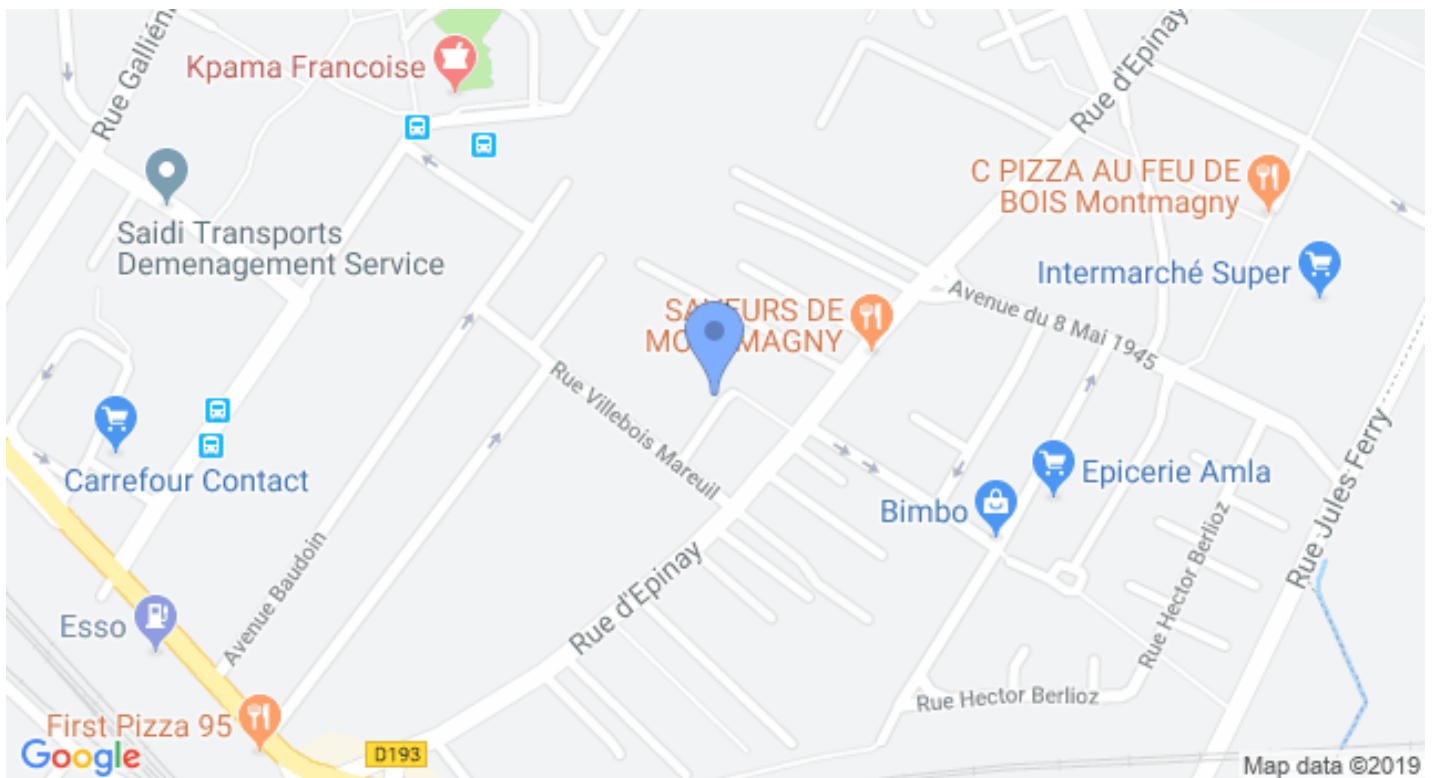 Rue Galliéni
Kpama Francoise
Rue d'Epinay
C PIZZA AU FEU DE
BOIS Montmagny
Saidi Transports
Demenagement Service
Intermarché Super
SAVEURS DE
MONTMAGNY
Avenue du 8 Mai 1945
Rue Villebois Mareuil
Carrefour Contact
Epicerie Amla
Bimbo
Rue Jules Ferry
Rue Hector Berlioz
Avenue Baudoin
Rue d'Epinay
Esso
Rue Hector Berlioz
First Pizza 95
D193
Google
Map data ©2019